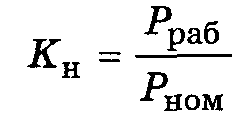 Kн = Pраб / Pном